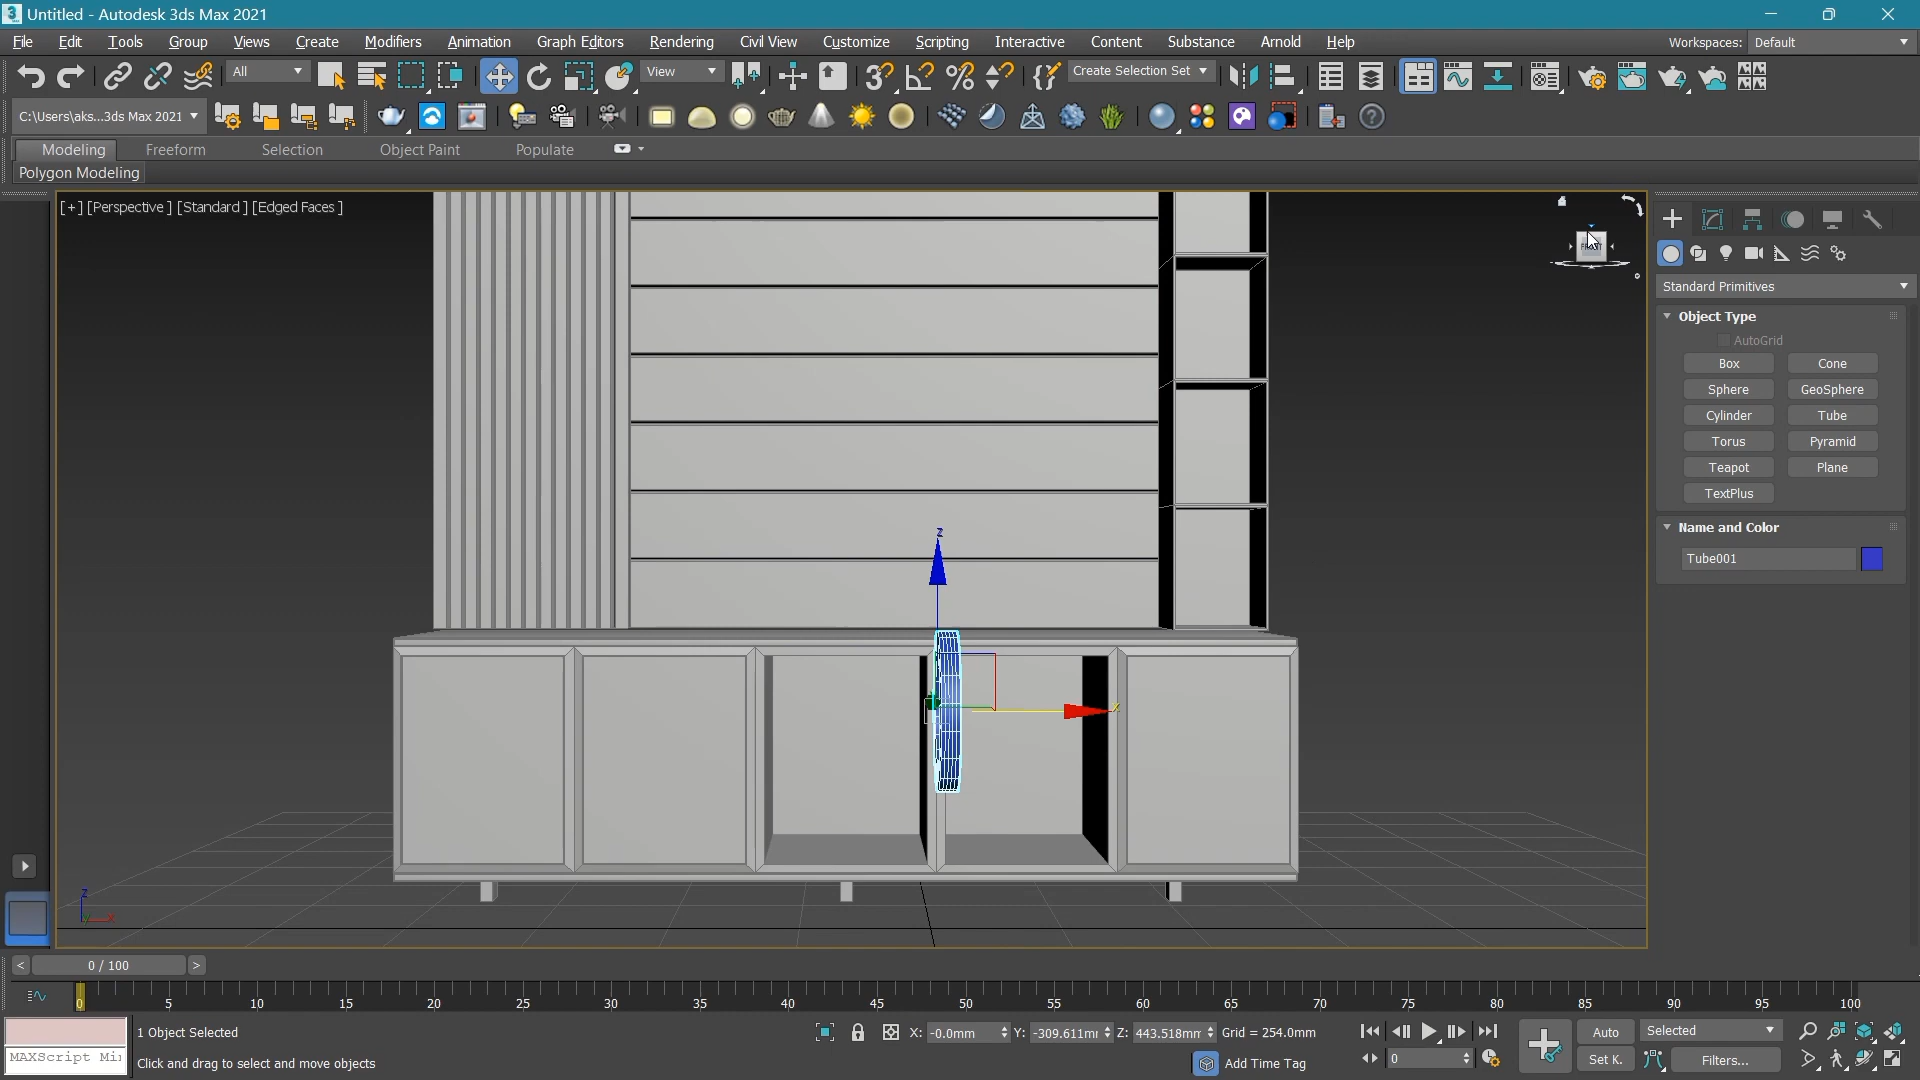 Untitled - Autodesk 3ds Max 2021
File Edit Tools Group Views Create Modifiers Animation Graph Editors Rendering Civil View Customize Scripting Interactive Content Substance Arnold Help Workspaces: Default
All View Create Selection Set
C:\Users\aks...3ds Max 2021
Modeling Freeform Selection Object Paint Populate
Polygon Modeling
[+] [Perspective ] [Standard ] [Edged Faces ]
FRONT
Standard Primitives
Object Type
AutoGrid
Box Cone
Sphere GeoSphere
Cylinder Tube
Torus Pyramid
Teapot Plane
TextPlus
Name and Color
Tube001
z
x
z
x
< 0 / 100 >
0 5 10 15 20 25 30 35 40 45 50 55 60 65 70 75 80 85 90 95 100
1 Object Selected X: -0.0mm Y: -309.611mm Z: 443.518mm Grid = 254.0mm Auto Selected
MAXScript Mi Click and drag to select and move objects Add Time Tag 0 Set K. Filters...